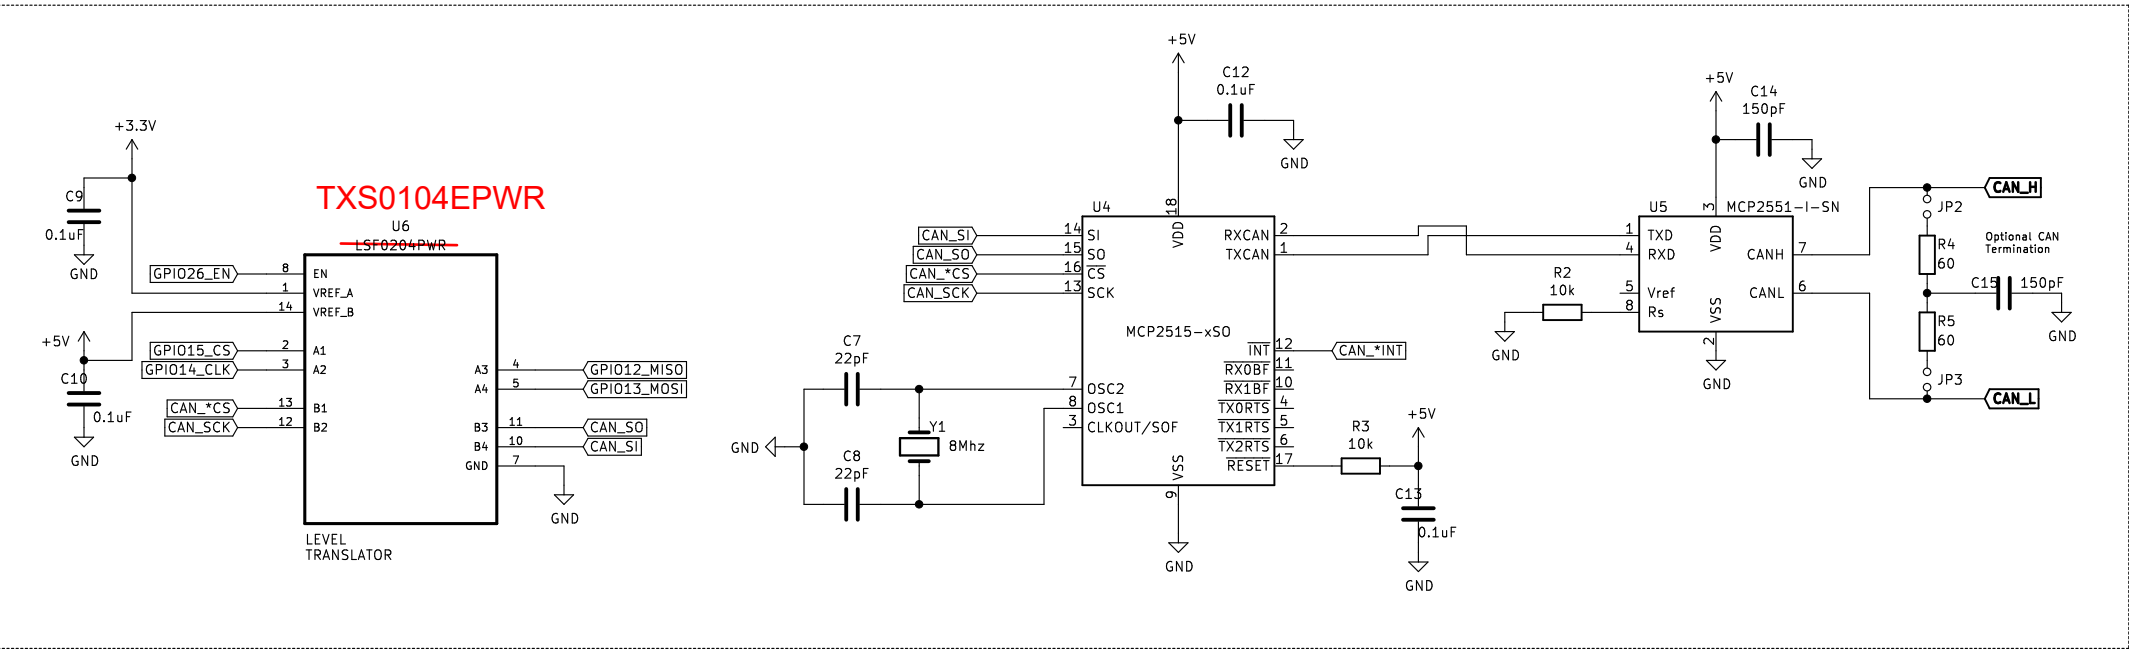 +3.3V
C9
0.1uF
GND
TXS0104EPWR
U6
LSF0204PWR
GPIO26_EN
8
EN
1
VREF_A
14
VREF_B
+5V
C10
0.1uF
GND
GPIO15_CS
2
A1
GPIO14_CLK
3
A2
CAN_*CS
13
B1
CAN_SCK
12
B2
A3
4
GPIO12_MISO
A4
5
GPIO13_MOSI
B3
11
CAN_SO
B4
10
CAN_SI
GND
7
GND
LEVEL
TRANSLATOR
+5V
C12
0.1uF
GND
U4
18
VDD
CAN_SI
14
SI
CAN_SO
15
SO
CAN_*CS
16
CS
CAN_SCK
13
SCK
MCP2515-xSO
RXCAN
2
TXCAN
1
INT
12
CAN_*INT
RX0BF
11
RX1BF
10
TX0RTS
4
TX1RTS
5
TX2RTS
6
RESET
17
7
OSC2
8
OSC1
3
CLKOUT/SOF
VSS
9
GND
C7
22pF
GND
Y1
8Mhz
C8
22pF
R3
10k
+5V
C13
0.1uF
GND
+5V
C14
150pF
GND
U5
MCP2551-I-SN
3
VDD
1
TXD
4
RXD
5
Vref
8
Rs
CANH
7
CANL
6
VSS
2
GND
R2
10k
GND
CAN_H
JP2
R4
60
Optional CAN
Termination
C15
150pF
GND
R5
60
JP3
CAN_L